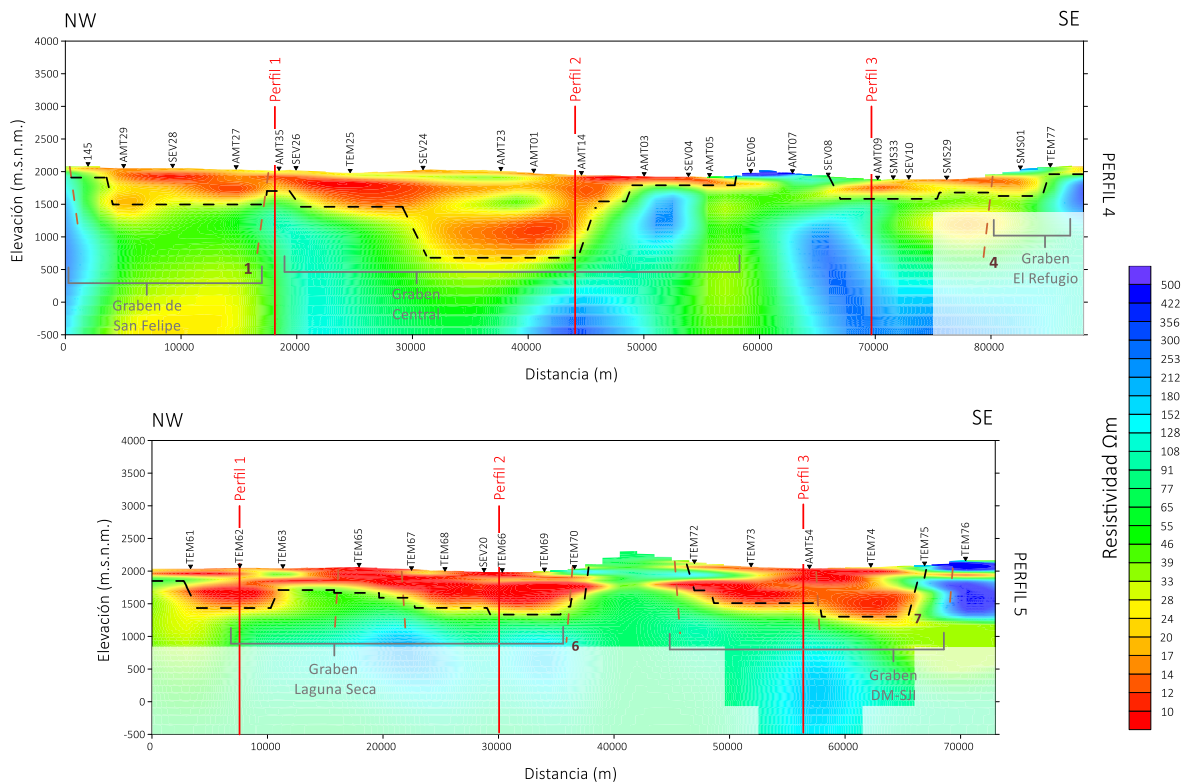 NW
SE
Perfil 1
Perfil 2
Perfil 3
PERFIL 4
Elevación (m.s.n.m.)
4000
3500
3000
2500
2000
1500
1000
500
0
-500
145
AMT29
SEV28
AMT27
AMT35
SEV26
TEM25
SEV24
AMT23
AMT01
AMT14
AMT03
SEV04
AMT05
SEV06
AMT07
SEV08
AMT09
SMS33
SEV10
SMS29
SMS01
TEM77
1
4
Graben de
San Felipe
Graben
Central
Graben
El Refugio
0
10000
20000
30000
40000
50000
60000
70000
80000
Distancia (m)
NW
SE
Perfil 1
Perfil 2
Perfil 3
PERFIL 5
Elevación (m.s.n.m.)
4000
3500
3000
2500
2000
1500
1000
500
0
-500
TEM61
TEM62
TEM63
TEM65
TEM67
TEM68
SEV20
TEM66
TEM69
TEM70
TEM72
TEM73
AMT54
TEM74
TEM75
TEM76
6
7
Graben
Laguna Seca
Graben
DM-SJI
0
10000
20000
30000
40000
50000
60000
70000
Distancia (m)
Resistividad Ωm
500
422
356
300
253
212
180
152
128
108
91
77
65
55
46
39
33
28
24
20
17
14
12
10